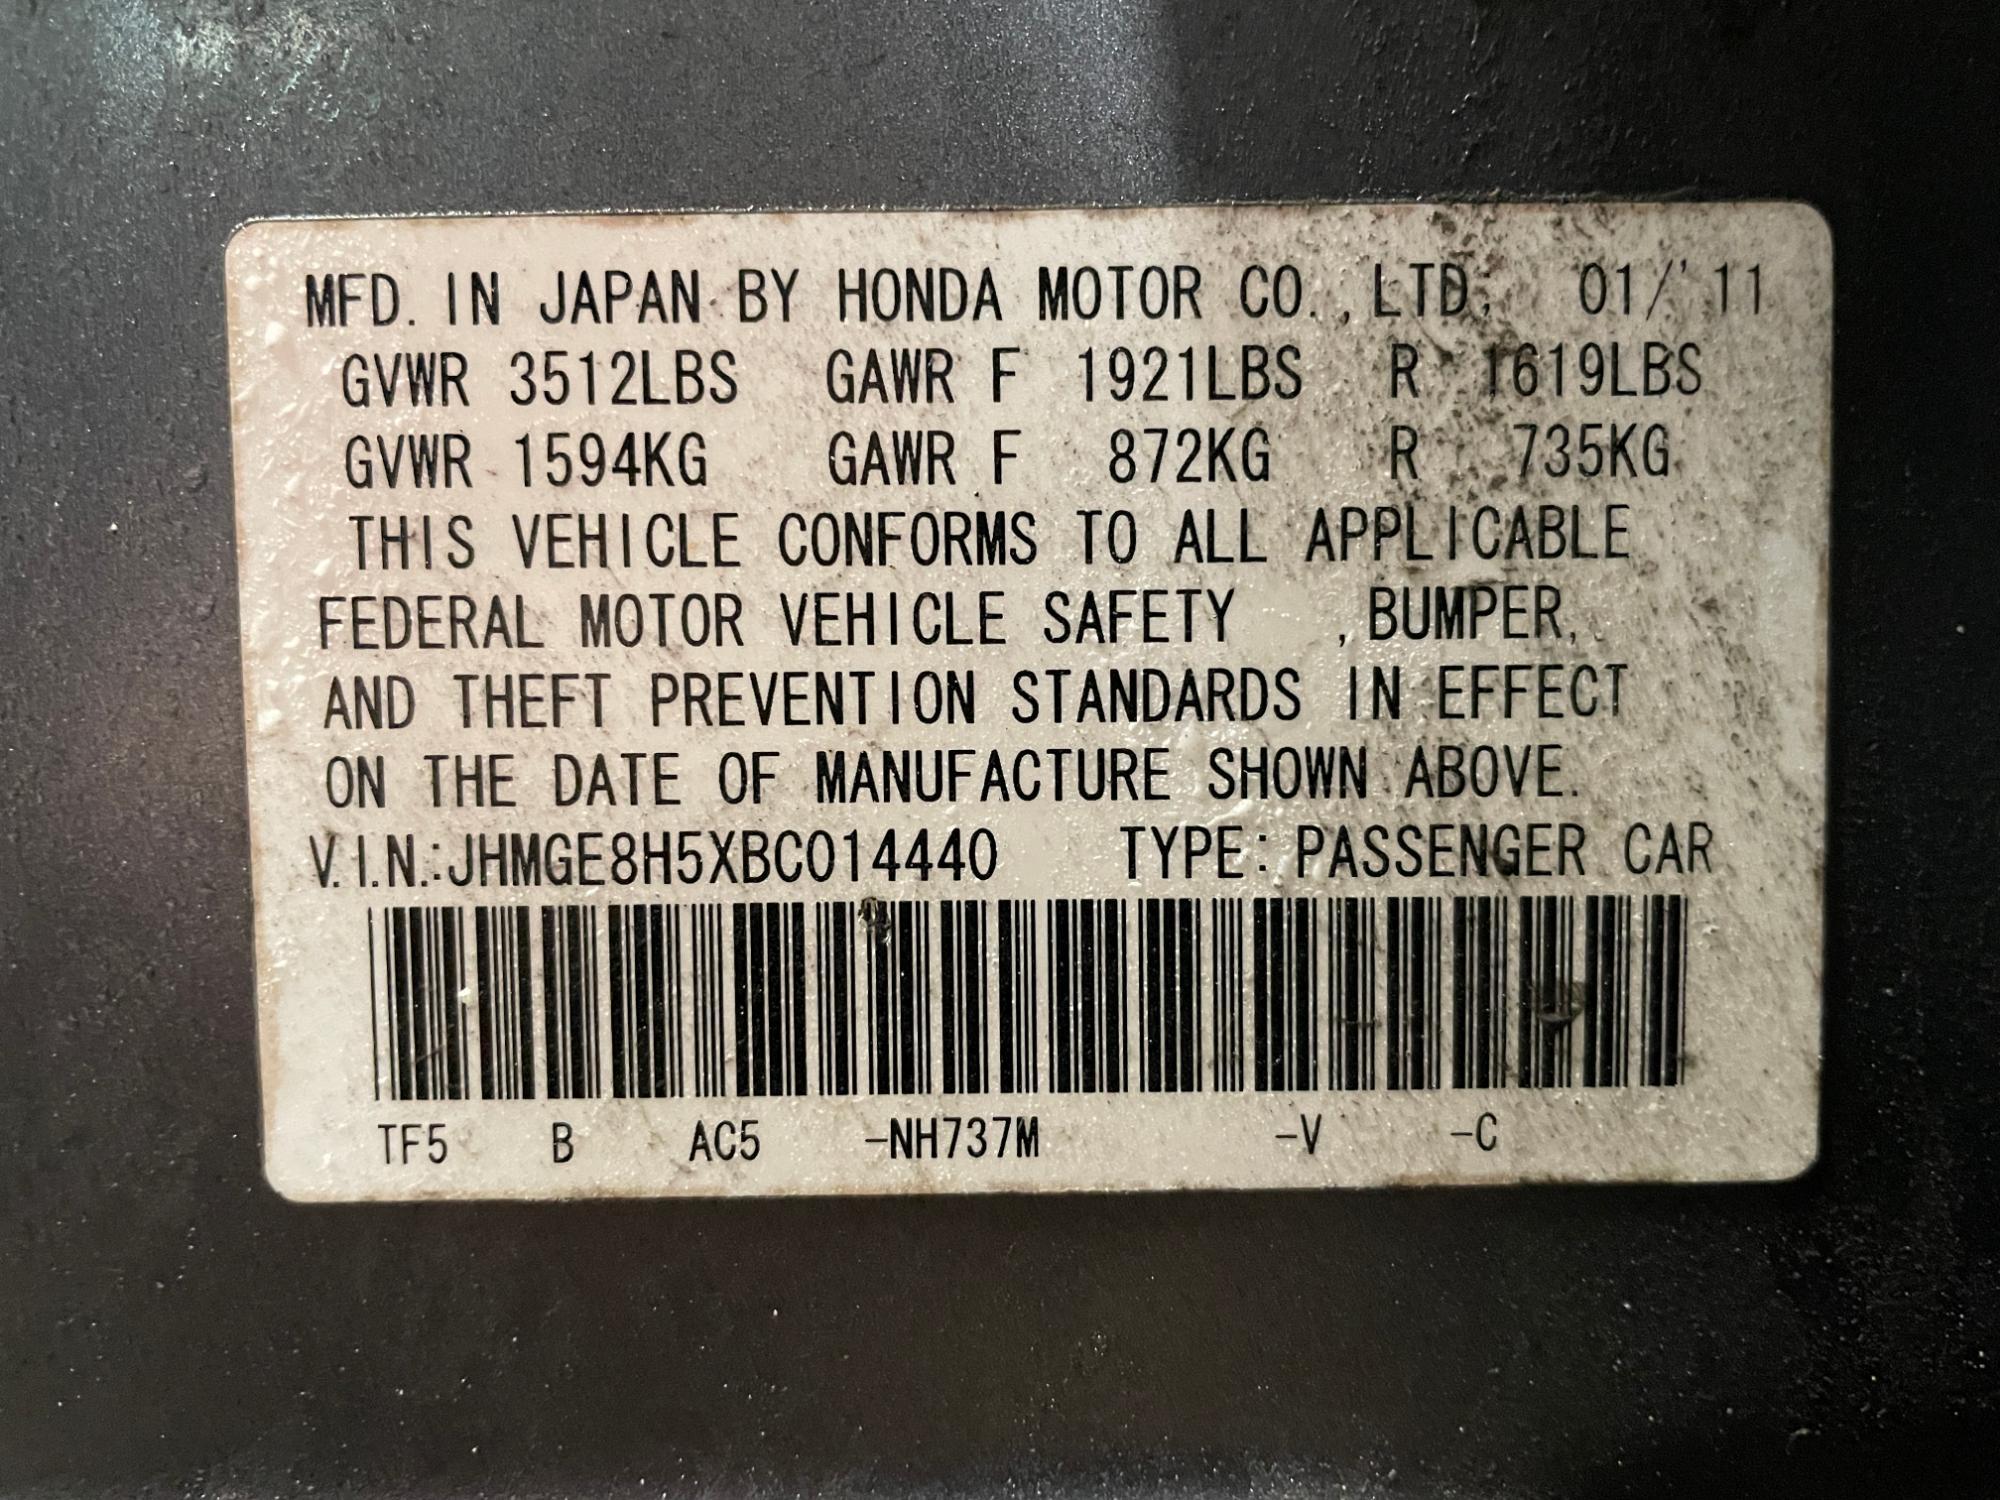 MFD. IN JAPAN BY HONDA MOTOR CO.,LTD. 01/'11
GVWR 3512LBS GAWR F 1921LBS R 1619LBS
GVWR 1594KG GAWR F 872KG R 735KG
THIS VEHICLE CONFORMS TO ALL APPLICABLE
FEDERAL MOTOR VEHICLE SAFETY ,BUMPER,
AND THEFT PREVENTION STANDARDS IN EFFECT
ON THE DATE OF MANUFACTURE SHOWN ABOVE.
V.I.N.:JHMGE8H5XBC014440 TYPE: PASSENGER CAR
TF5 B AC5 -NH737M -V -C